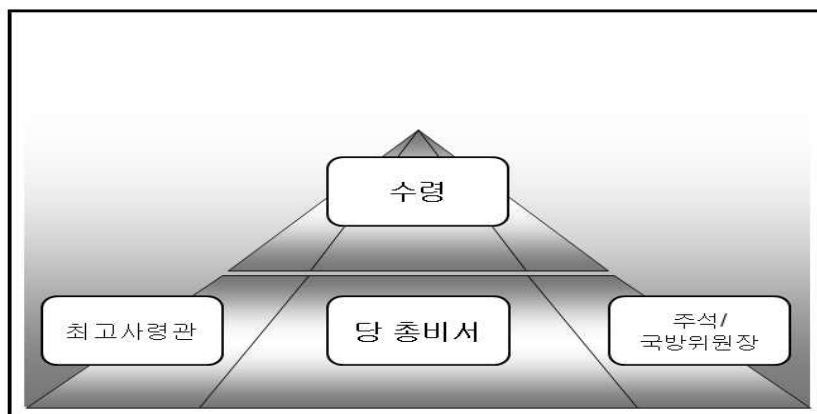 수령
최고사령관
당 총비서
주석/
국방위원장